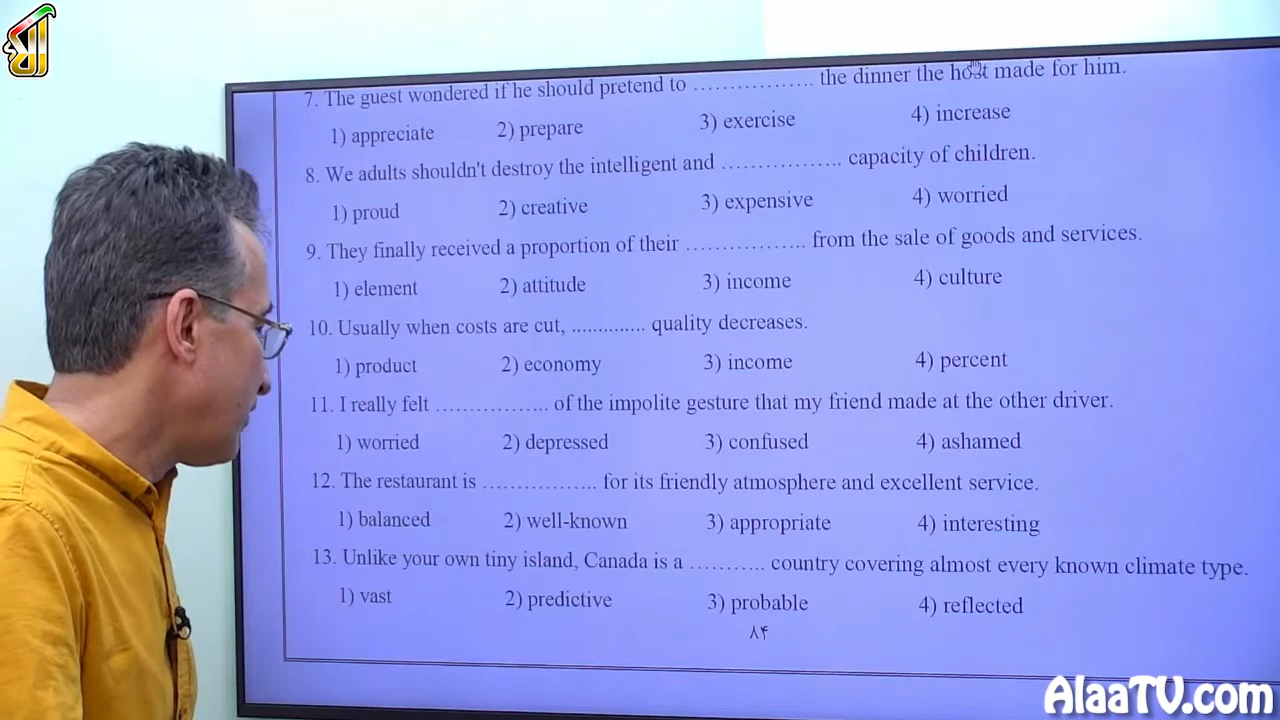 آلاء
7. The guest wondered if he should pretend to ................. the dinner the host made for him.
1) appreciate 2) prepare 3) exercise 4) increase
8. We adults shouldn't destroy the intelligent and ................. capacity of children.
1) proud 2) creative 3) expensive 4) worried
9. They finally received a proportion of their ................. from the sale of goods and services.
1) element 2) attitude 3) income 4) culture
10. Usually when costs are cut, .............. quality decreases.
1) product 2) economy 3) income 4) percent
11. I really felt ................. of the impolite gesture that my friend made at the other driver.
1) worried 2) depressed 3) confused 4) ashamed
12. The restaurant is ................. for its friendly atmosphere and excellent service.
1) balanced 2) well-known 3) appropriate 4) interesting
13. Unlike your own tiny island, Canada is a ........... country covering almost every known climate type.
1) vast 2) predictive 3) probable 4) reflected
۸۴
AlaaTV.com